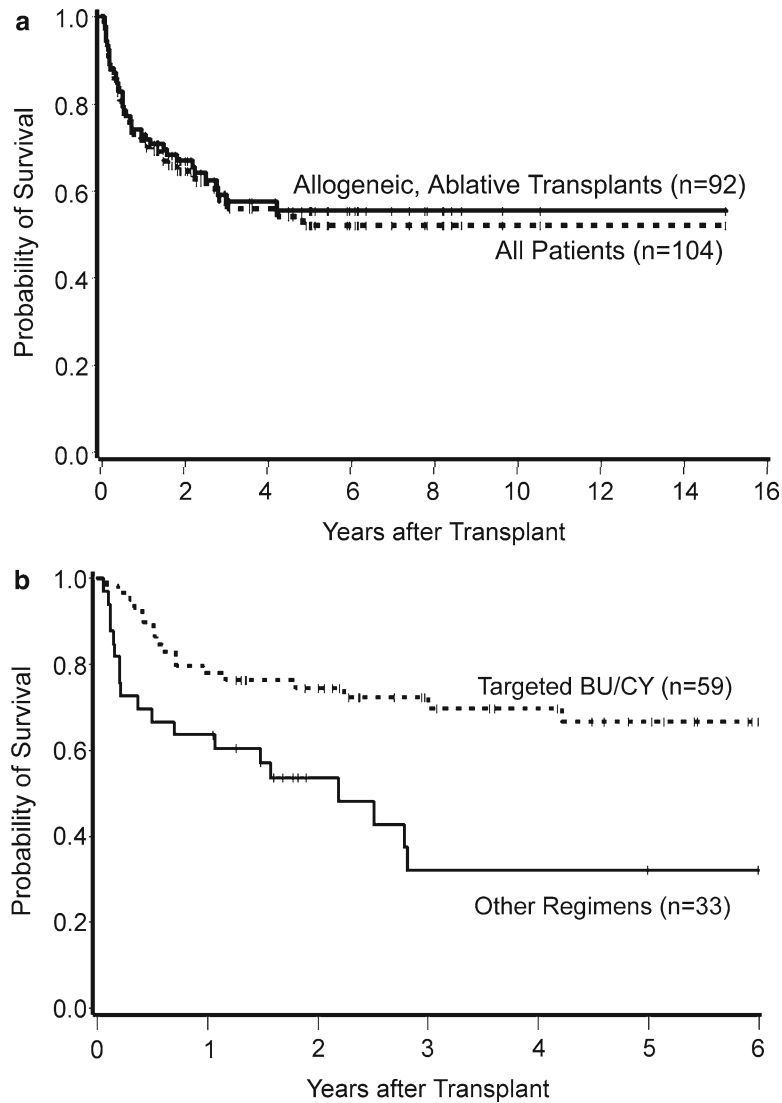 a
1.0
0.8
0.6
0.4
0.2
0.0
Probability of Survival
Allogeneic, Ablative Transplants (n=92)
All Patients (n=104)
0 2 4 6 8 10 12 14 16
Years after Transplant
b
1.0
0.8
0.6
0.4
0.2
0.0
Probability of Survival
Targeted BU/CY (n=59)
Other Regimens (n=33)
0 1 2 3 4 5 6
Years after Transplant